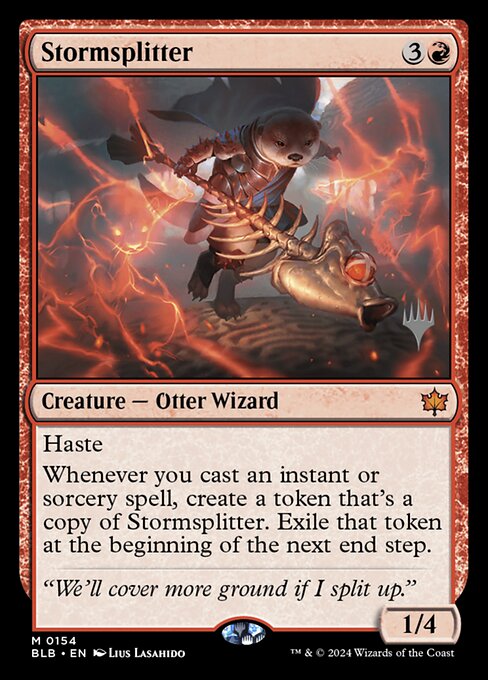 Stormsplitter 3
Creature — Otter Wizard
Haste
Whenever you cast an instant or
sorcery spell, create a token that's a
copy of Stormsplitter. Exile that token
at the beginning of the next end step.
“We'll cover more ground if I split up.”
1/4
M 0154
BLB • EN Lius Lasahido
™ & © 2024 Wizards of the Coast